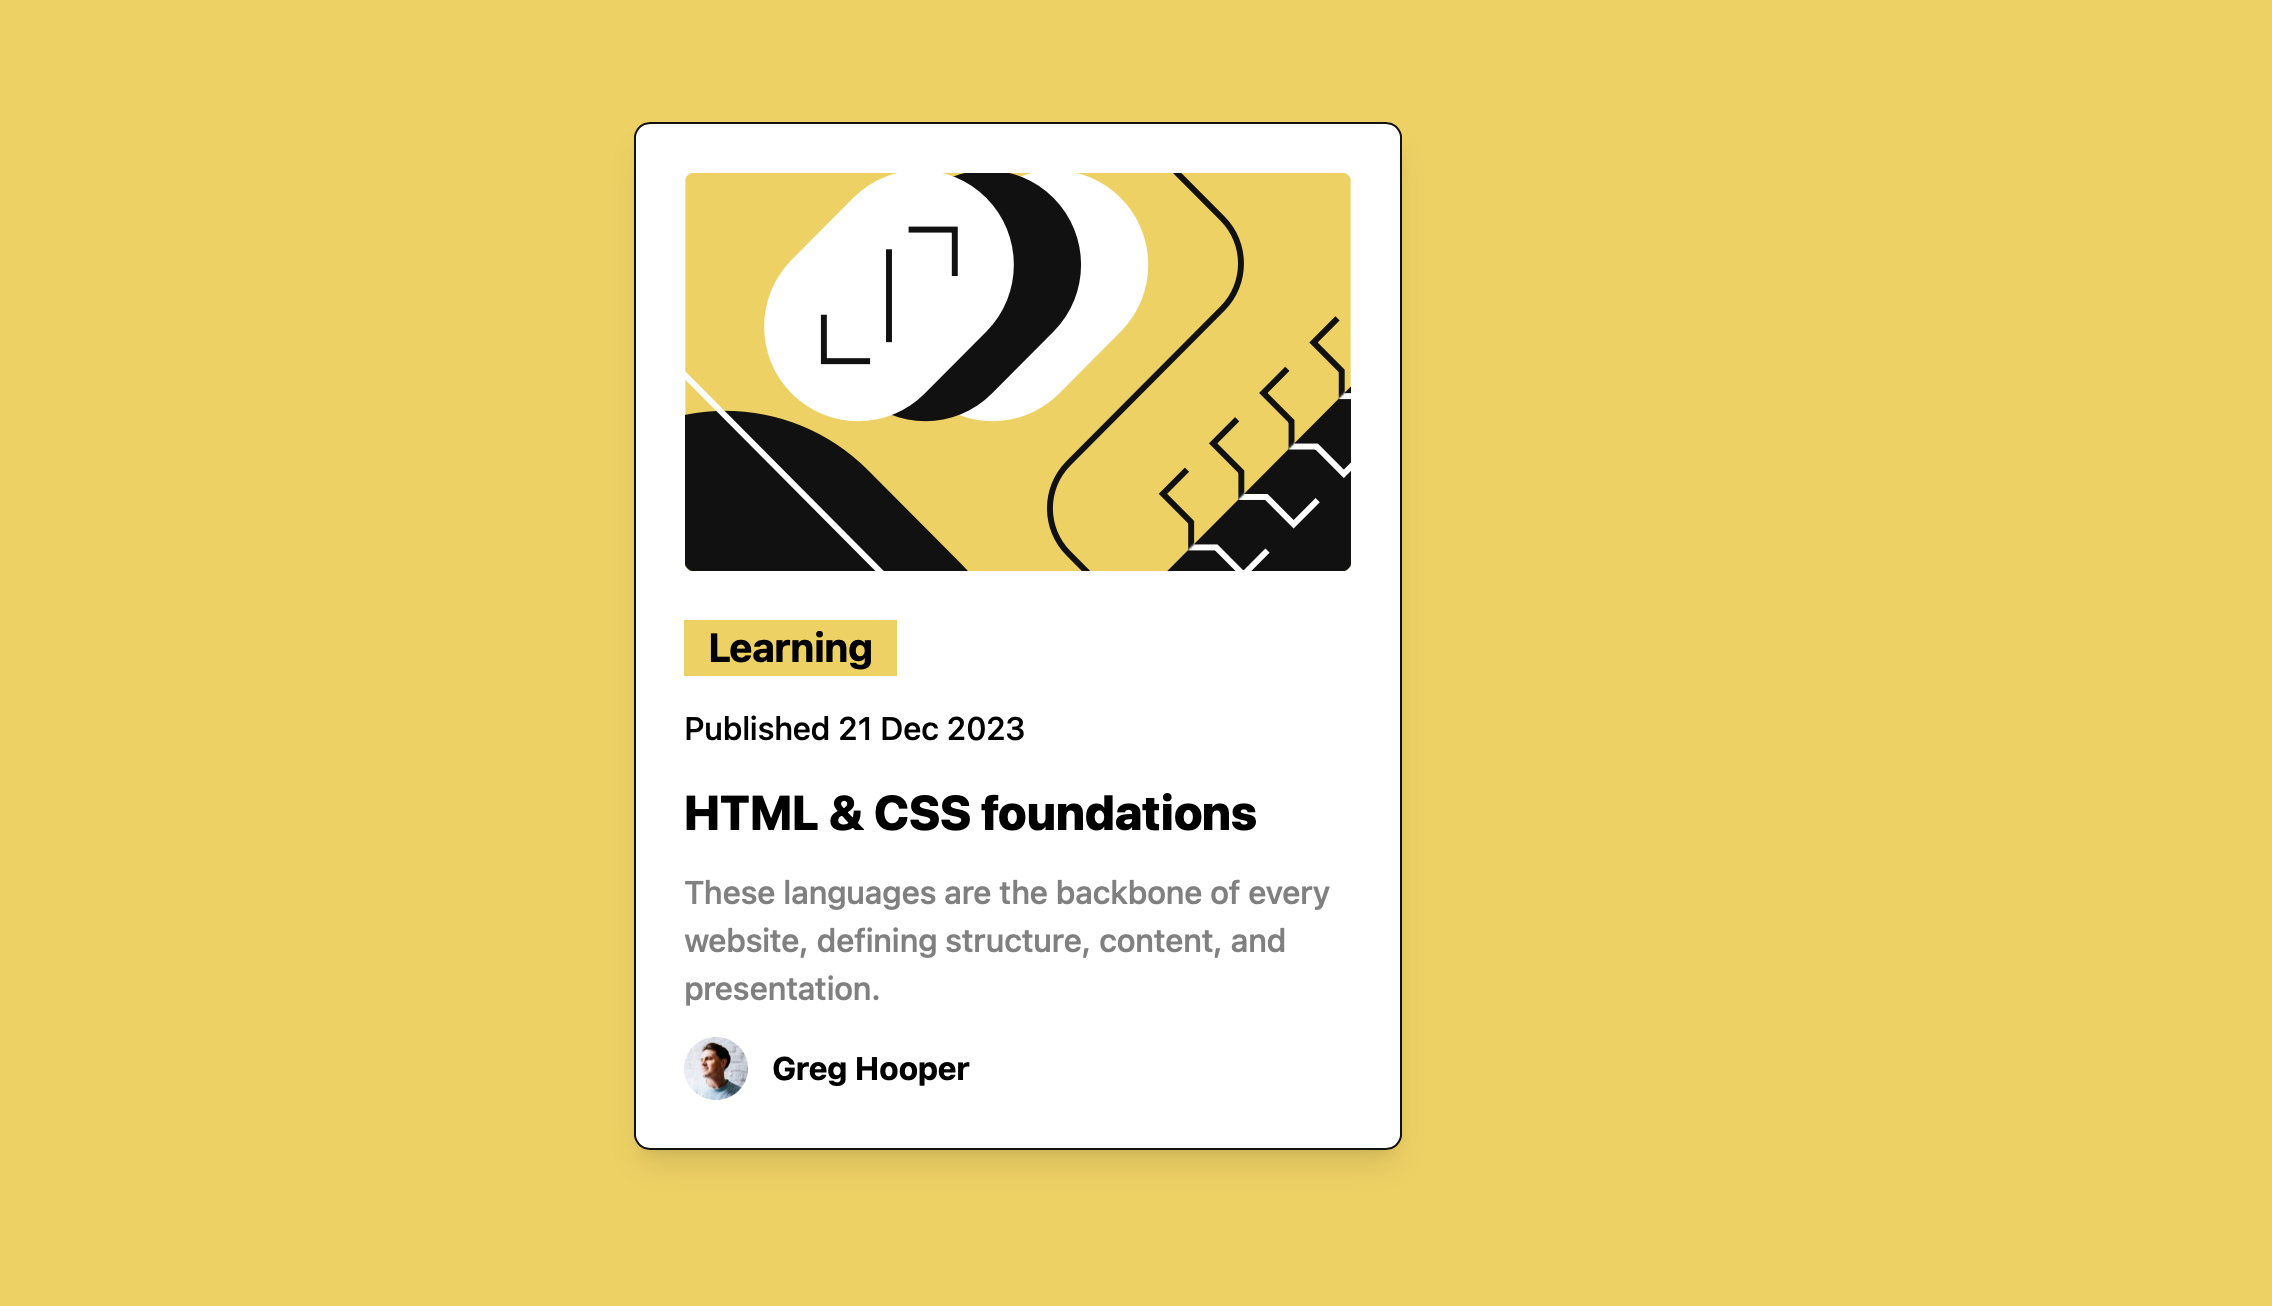 Learning
Published 21 Dec 2023
HTML & CSS foundations
These languages are the backbone of every
website, defining structure, content, and
presentation.
Greg Hooper